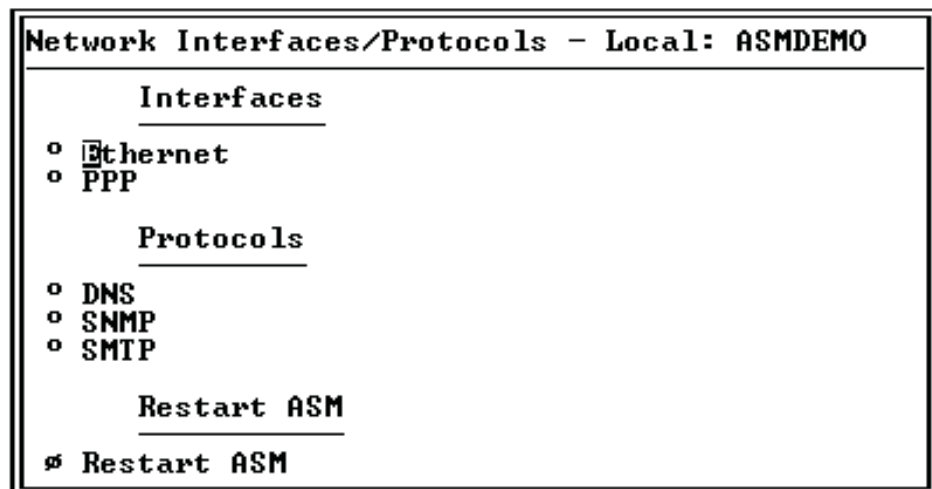 Network Interfaces/Protocols - Local: ASMDEMO
Interfaces
o Ethernet
o PPP
Protocols
o DNS
o SNMP
o SMTP
Restart ASM
ø Restart ASM